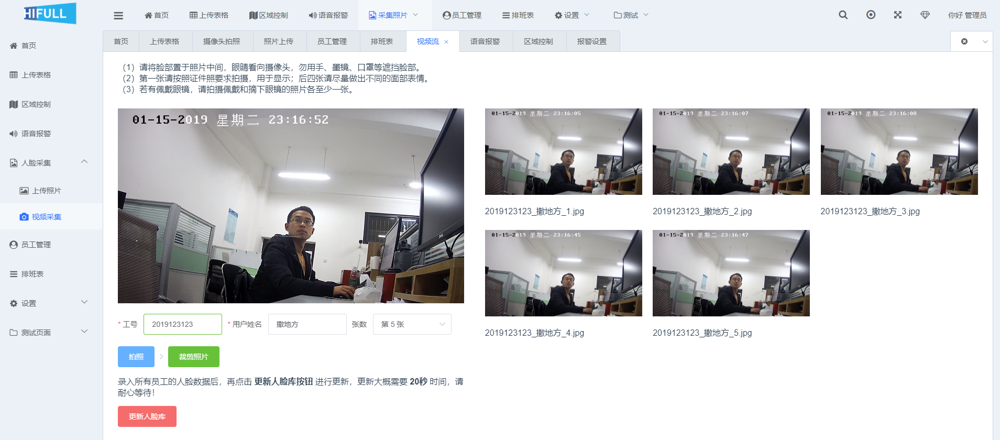 HIFULL
首页
上传表格
区域控制
语音报警
采集照片
员工管理
排班表
设置
测试
你好 管理员
首页
上传表格
摄像头拍照
照片上传
员工管理
排班表
视频流
语音报警
区域控制
报警设置
首页
上传表格
区域控制
语音报警
人脸采集
上传照片
视频采集
员工管理
排班表
设置
测试页面
（1）请将脸部置于照片中间，眼睛看向摄像头，勿用手、墨镜、口罩等遮挡脸部。
（2）第一张请按照证件照要求拍摄，用于显示；后四张请尽量做出不同的面部表情。
（3）若有佩戴眼镜，请拍摄佩戴和摘下眼镜的照片各至少一张。
01-15-2019 星期二 23:16:52
* 工号 2019123123 * 用户姓名 撒地方 张数 第 5 张
拍照
裁剪照片
录入所有员工的人脸数据后，再点击 更新人脸库按钮 进行更新，更新大概需要 20秒 时间，请
耐心等待！
更新人脸库
01-15-2019 星期二 23:16:05
01-15-2019 星期二 23:16:07
01-15-2019 星期二 23:16:08
2019123123_撒地方_1.jpg
2019123123_撒地方_2.jpg
2019123123_撒地方_3.jpg
01-15-2019 星期二 23:16:45
01-15-2019 星期二 23:16:47
2019123123_撒地方_4.jpg
2019123123_撒地方_5.jpg